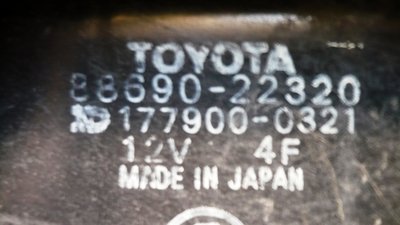 TOYOTA
88690-22320
177900-0321
12V 4F
MADE IN JAPAN